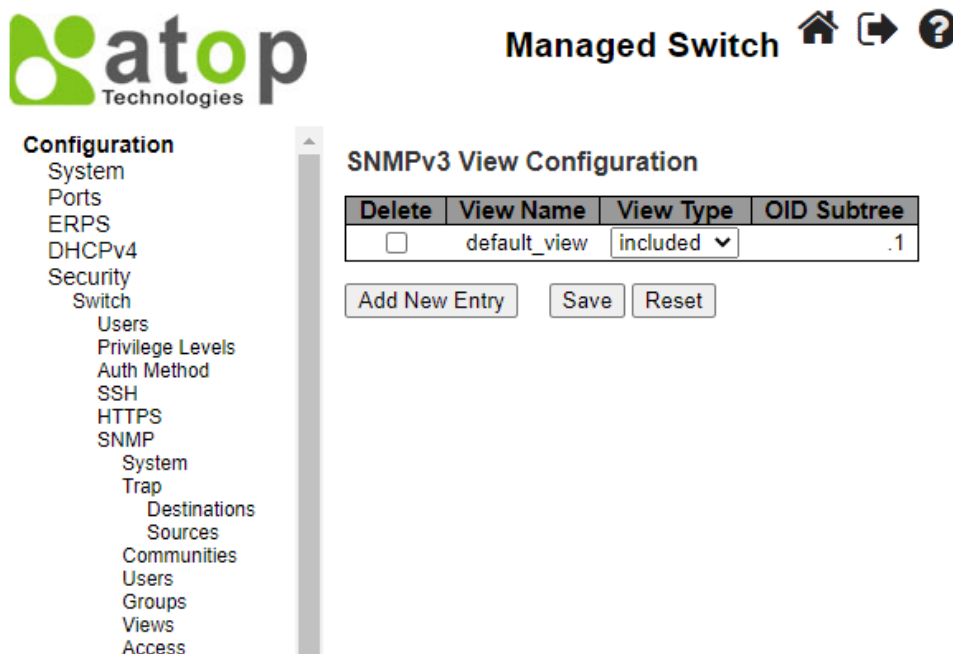 atop
Technologies
Managed Switch
Configuration
System
Ports
ERPS
DHCPv4
Security
Switch
Users
Privilege Levels
Auth Method
SSH
HTTPS
SNMP
System
Trap
Destinations
Sources
Communities
Users
Groups
Views
Access
SNMPv3 View Configuration
Delete View Name View Type OID Subtree
default_view included .1
Add New Entry Save Reset